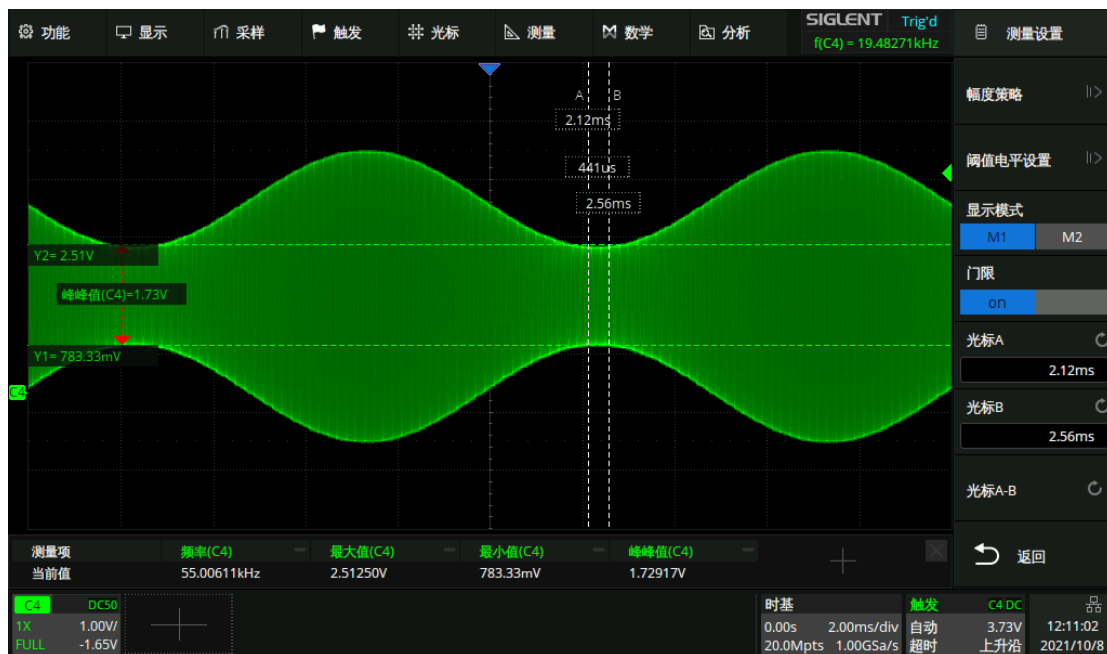 功能 显示 采样 触发 光标 测量 数学 分析 SIGLENT Trig'd
f(C4) = 19.48271kHz
测量设置
A B
2.12ms
441us
2.56ms
Y2= 2.51V
峰峰值(C4)=1.73V
Y1= 783.33mV
C4
幅度策略
阈值电平设置
显示模式
M1 M2
门限
on
光标A
2.12ms
光标B
2.56ms
光标A-B
返回
测量项 频率(C4) 最大值(C4) 最小值(C4) 峰峰值(C4)
当前值 55.00611kHz 2.51250V 783.33mV 1.72917V
C4 DC50
1X 1.00V/
FULL -1.65V
时基
0.00s 2.00ms/div
20.0Mpts 1.00GSa/s
触发 C4 DC
自动 3.73V
超时 上升沿
12:11:02
2021/10/8